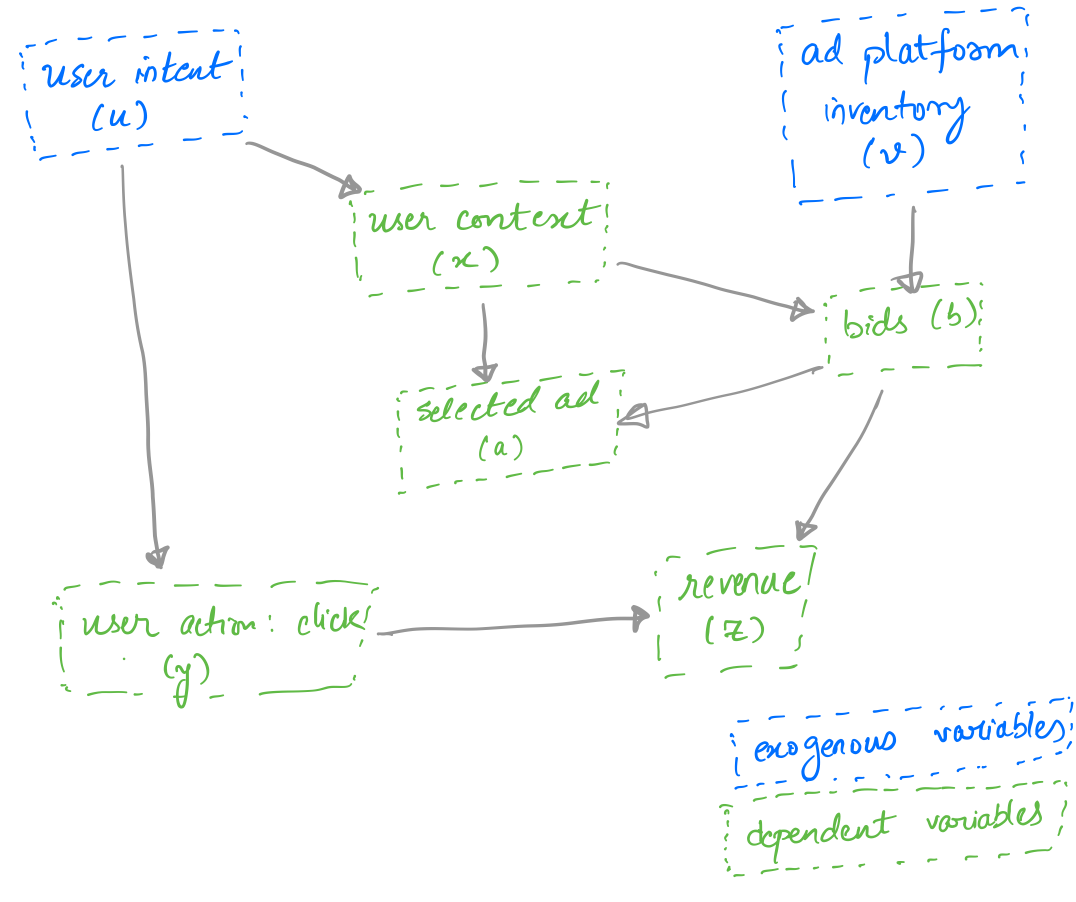 user intent
(u)
ad platform
inventory
(v)
user context
(x)
bids (b)
selected ad
(a)
revenue
(z)
user action: click
(y)
exogenous variables
dependent variables